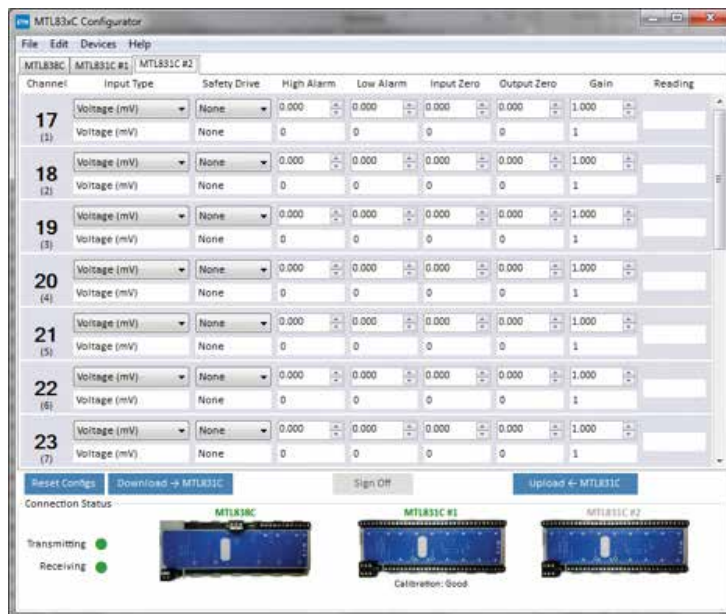 MTL83xC Configurator
File Edit Devices Help
MTL838C MTL831C #1 MTL831C #2
Channel Input Type Safety Drive High Alarm Low Alarm Input Zero Output Zero Gain Reading
17 Voltage (mV) None 0.000 0.000 0.000 0.000 1.000
(1) Voltage (mV) None 0 0 0 0 1
18 Voltage (mV) None 0.000 0.000 0.000 0.000 1.000
(2) Voltage (mV) None 0 0 0 0 1
19 Voltage (mV) None 0.000 0.000 0.000 0.000 1.000
(3) Voltage (mV) None 0 0 0 0 1
20 Voltage (mV) None 0.000 0.000 0.000 0.000 1.000
(4) Voltage (mV) None 0 0 0 0 1
21 Voltage (mV) None 0.000 0.000 0.000 0.000 1.000
(5) Voltage (mV) None 0 0 0 0 1
22 Voltage (mV) None 0.000 0.000 0.000 0.000 1.000
(6) Voltage (mV) None 0 0 0 0 1
23 Voltage (mV) None 0.000 0.000 0.000 0.000 1.000
(7) Voltage (mV) None 0 0 0 0 1
Reset Configs Download → MTL831C Sign Off Upload ← MTL831C
Connection Status
MTL838C MTL831C #1 MTL831C #2
Transmitting
Receiving
Calibration: Good